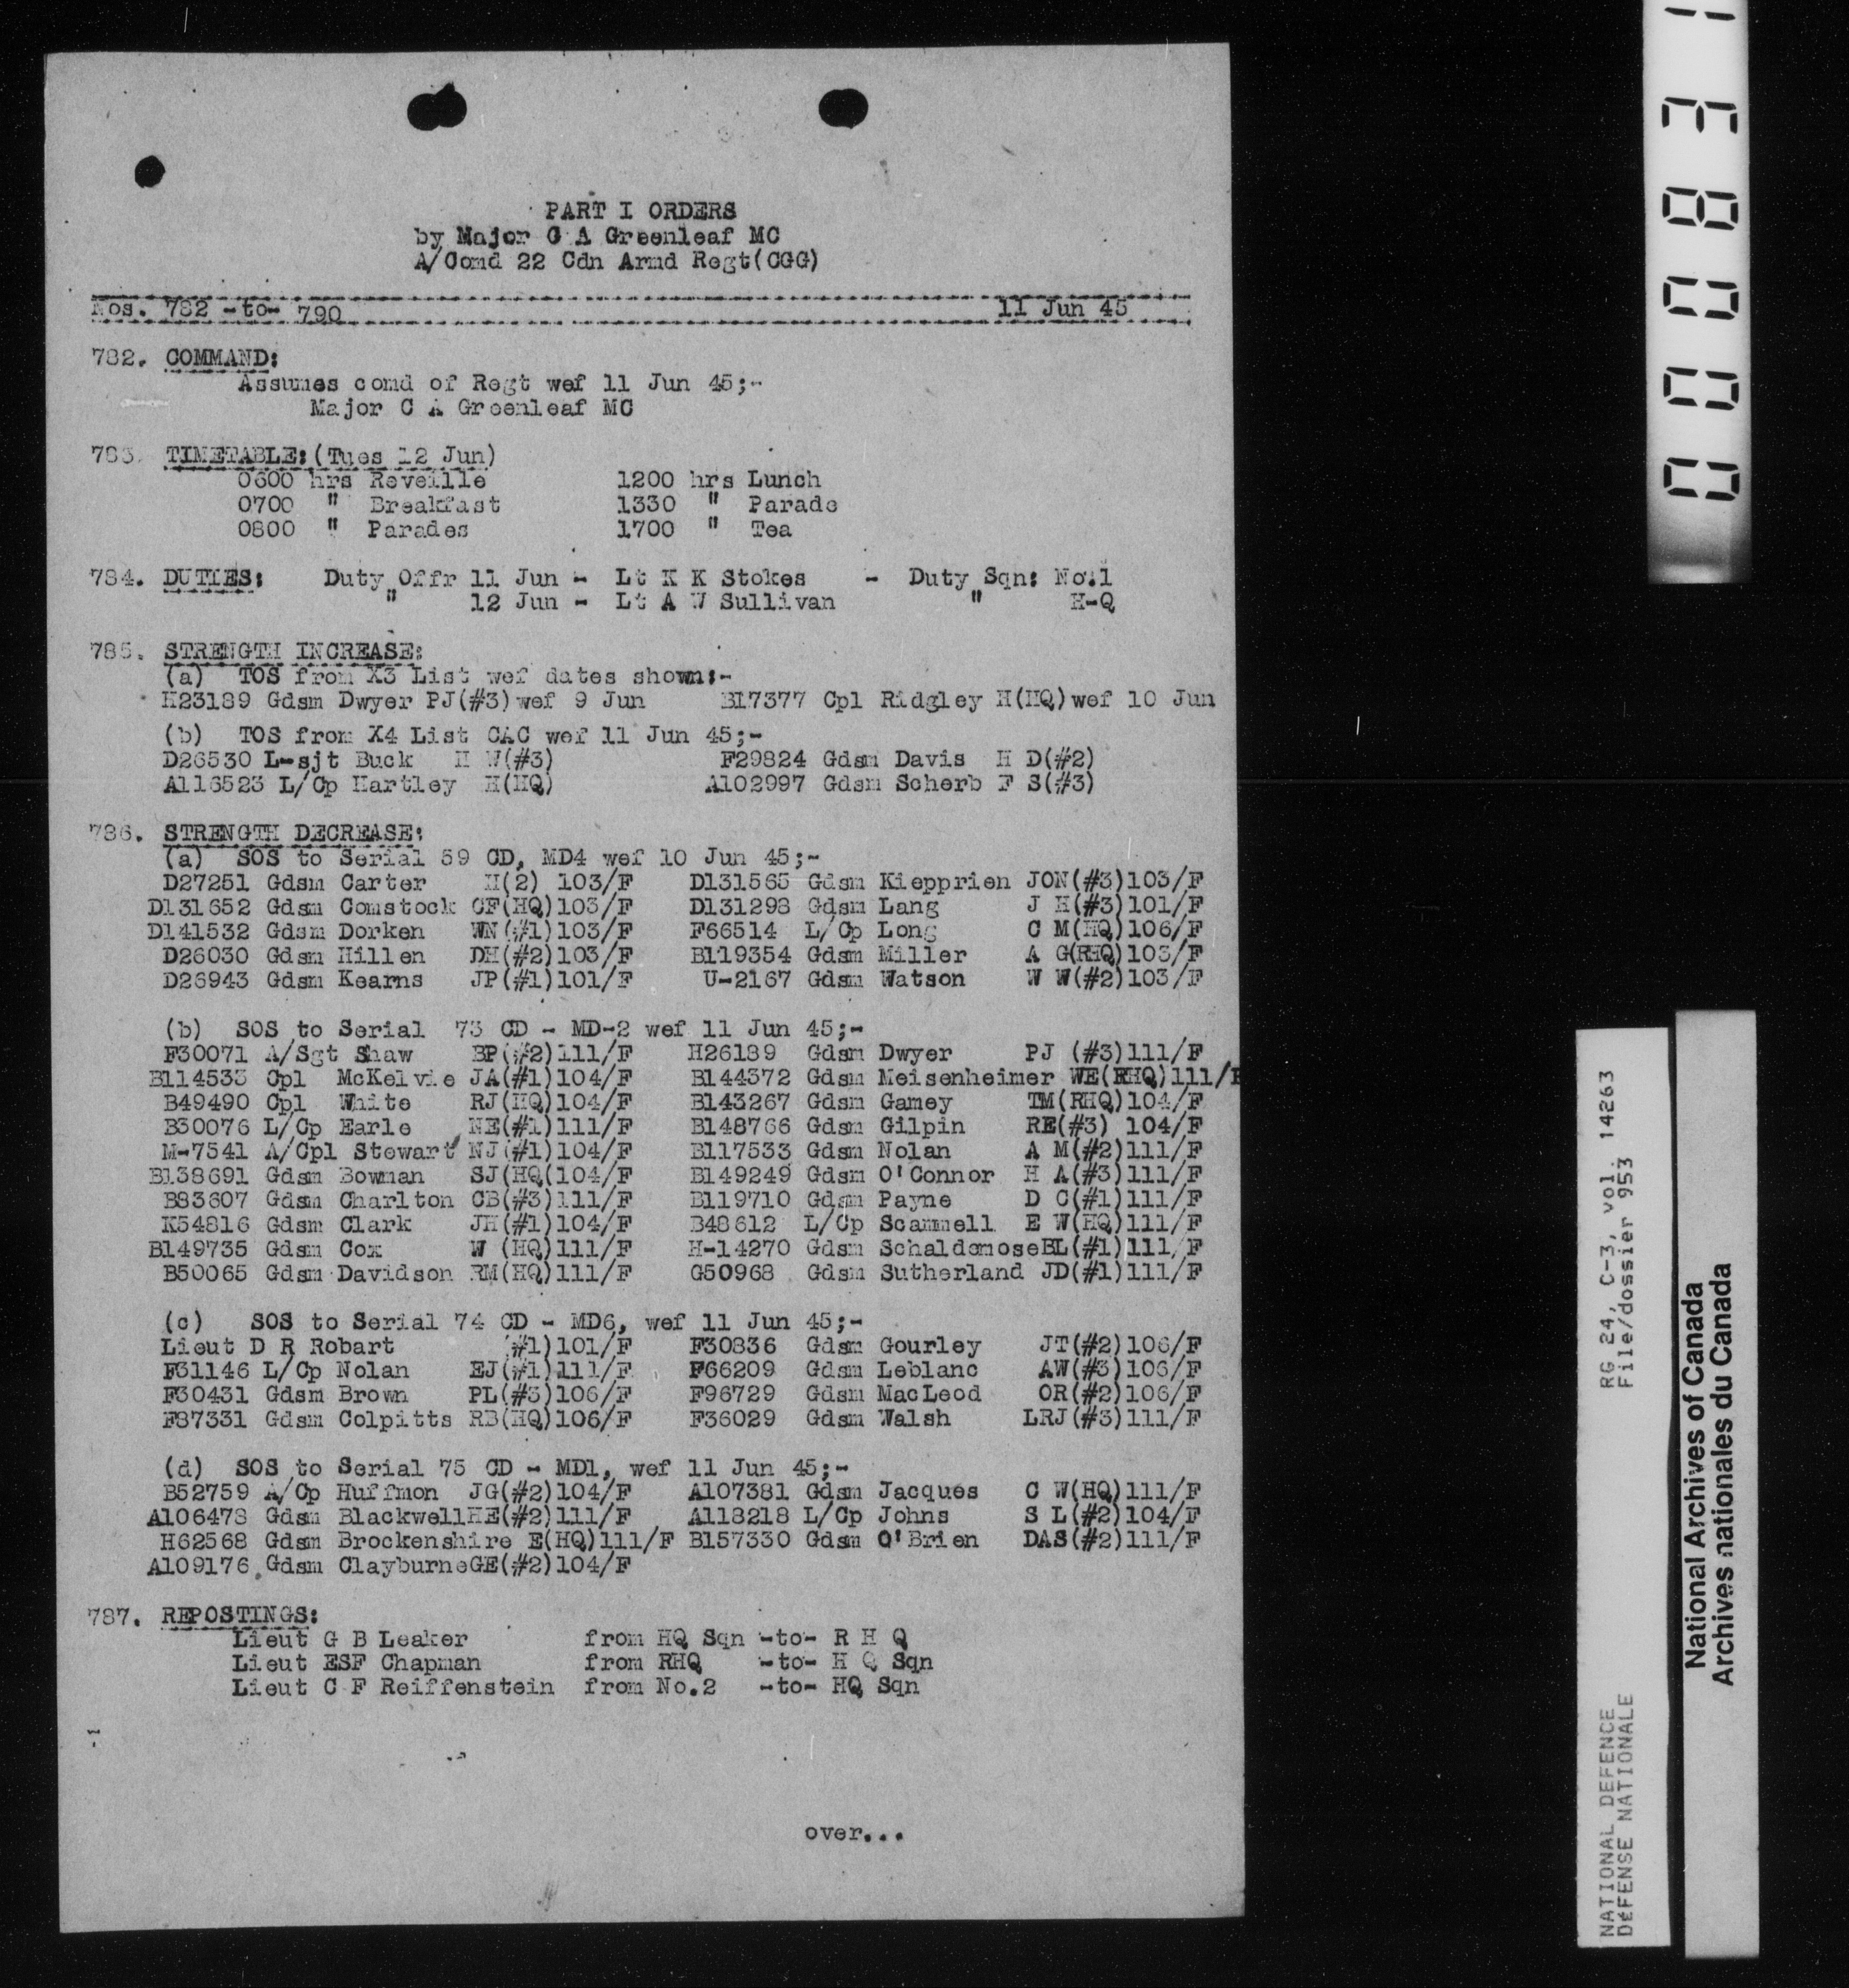 PART I ORDERS
by Major C A Greenleaf MC
A/Comd 22 Cdn Armd Regt(CGG)
Nos. 782 -to- 790 11 Jun 45
782. COMMAND:
Assumes comd of Regt wef 11 Jun 45;-
Major C A Greenleaf MC
783. TIMETABLE:(Tues 12 Jun)
0600 hrs Reveille 1200 hrs Lunch
0700 " Breakfast 1330 " Parade
0800 " Parades 1700 " Tea
784. DUTIES: Duty Offr 11 Jun - Lt K K Stokes - Duty Sqn: No.1
" 12 Jun - Lt A W Sullivan " H-Q
785. STRENGTH INCREASE:
(a) TOS from X3 List wef dates shown:-
H23189 Gdsm Dwyer PJ(#3)wef 9 Jun B17377 Cpl Ridgley H(HQ)wef 10 Jun
(b) TOS from X4 List CAC wef 11 Jun 45;-
D26530 L-sjt Buck H W(#3) F29824 Gdsm Davis H D(#2)
A116523 L/Cp Hartley H(HQ) A102997 Gdsm Scherb F S(#3)
786. STRENGTH DECREASE:
(a) SOS to Serial 69 CD, MD4 wef 10 Jun 45;-
D27251 Gdsm Carter H(2) 103/F D131565 Gdsm Kiepprien JON(#3)103/F
D131652 Gdsm Comstock CF(HQ)103/F D131298 Gdsm Lang J H(#3)101/F
D141532 Gdsm Dorken WN(#1)103/F F66514 L/Cp Long C M(HQ)106/F
D26030 Gdsm Hillen DH(#2)103/F B119354 Gdsm Miller A G(RHQ)103/F
D26943 Gdsm Kearns JP(#1)101/F U-2167 Gdsm Watson W W(#2)103/F
(b) SOS to Serial 73 CD - MD-2 wef 11 Jun 45;-
F30071 A/Sgt Shaw BP(#2)111/F H26189 Gdsm Dwyer PJ (#3)111/F
B114533 Cpl McKelvie JA(#1)104/F B144372 Gdsm Meisenheimer WE(RHQ)111/F
B49490 Cpl White RJ(HQ)104/F B143267 Gdsm Gamey TM(RHQ)104/F
B30076 L/Cp Earle NE(#1)111/F B148766 Gdsm Gilpin RE(#3) 104/F
M-7541 A/Cpl Stewart NJ(#1)104/F B117533 Gdsm Nolan A M(#2)111/F
B138691 Gdsm Bowman SJ(HQ(104/F B149249 Gdsm O'Connor H A(#3)111/F
B83607 Gdsm Charlton CB(#3)111/F B119710 Gdsm Payne D C(#1)111/F
K54816 Gdsm Clark JH(#1)104/F B48612 L/Cp Scammell E W(HQ)111/F
B149735 Gdsm Cox W (HQ)111/F H-14270 Gdsm SchaldemoseBL(#1)111/F
B50065 Gdsm Davidson RM(HQ)111/F G50968 Gdsm Sutherland JD(#1)111/F
(c) SOS to Serial 74 CD - MD6, wef 11 Jun 45;-
Lieut D R Robart (#1)101/F F30836 Gdsm Gourley JT(#2)106/F
F31146 L/Cp Nolan EJ(#1)111/F F66209 Gdsm Leblanc AW(#3)106/F
F30431 Gdsm Brown PL(#3)106/F F96729 Gdsm MacLeod OR(#2)106/F
F87331 Gdsm Colpitts RB(HQ)106/F F36029 Gdsm Walsh LRJ(#3)111/F
(d) SOS to Serial 75 CD - MD1, wef 11 Jun 45;-
B52759 A/Cp Huffmon JG(#2)104/F A107381 Gdsm Jacques C W(HQ)111/F
A106478 Gdsm BlackwellHE(#2)111/F A118218 L/Cp Johns S L(#2)104/F
H62568 Gdsm Brockenshire E(HQ)111/F B157330 Gdsm O'Brien DAS(#2)111/F
A109176 Gdsm ClayburneGE(#2)104/F
787. REPOSTINGS:
Lieut G B Leaker from HQ Sqn -to- R H Q
Lieut ESF Chapman from RHQ -to- H Q Sqn
Lieut C F Reiffenstein from No.2 -to- HQ Sqn
over...
NATIONAL DEFENCE RG 24, C-3, vol. 14263
DÉFENSE NATIONALE File/dossier 953
National Archives of Canada
Archives nationales du Canada